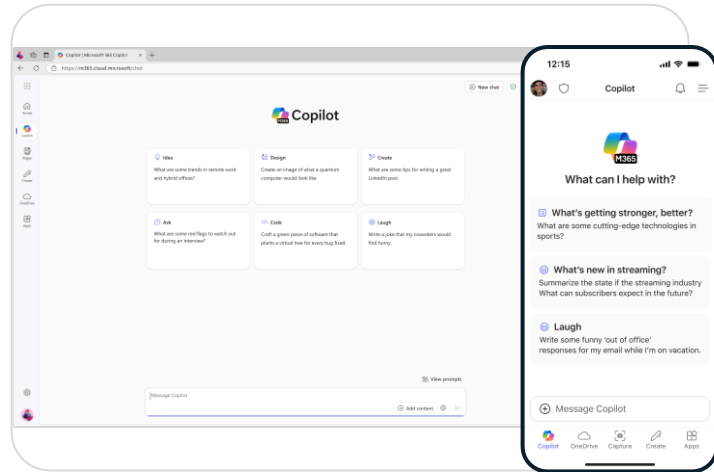 Copilot | Microsoft 365 Copilot
https://m365.cloud.microsoft/chat
New chat
Home
Copilot
Pages
Create
OneDrive
Apps
M365 Copilot
Idea
What are some trends in remote work
and hybrid offices?
Design
Create an image of what a quantum
computer would look like
Create
What are some tips for writing a great
LinkedIn post
Ask
What are some red flags to watch out
for during an interview?
Code
Craft a green piece of software that
plants a virtual tree for every bug fixed.
Laugh
Write a joke that my coworkers would
find funny.
View prompts
Message Copilot
Add content
12:15
Copilot
M365
What can I help with?
What's getting stronger, better?
What are some cutting-edge technologies in
sports?
What's new in streaming?
Summarize the state if the streaming industry
What can subscribers expect in the future?
Laugh
Write some funny 'out of office'
responses for my email while I'm on vacation.
Message Copilot
Copilot
OneDrive
Capture
Create
Apps